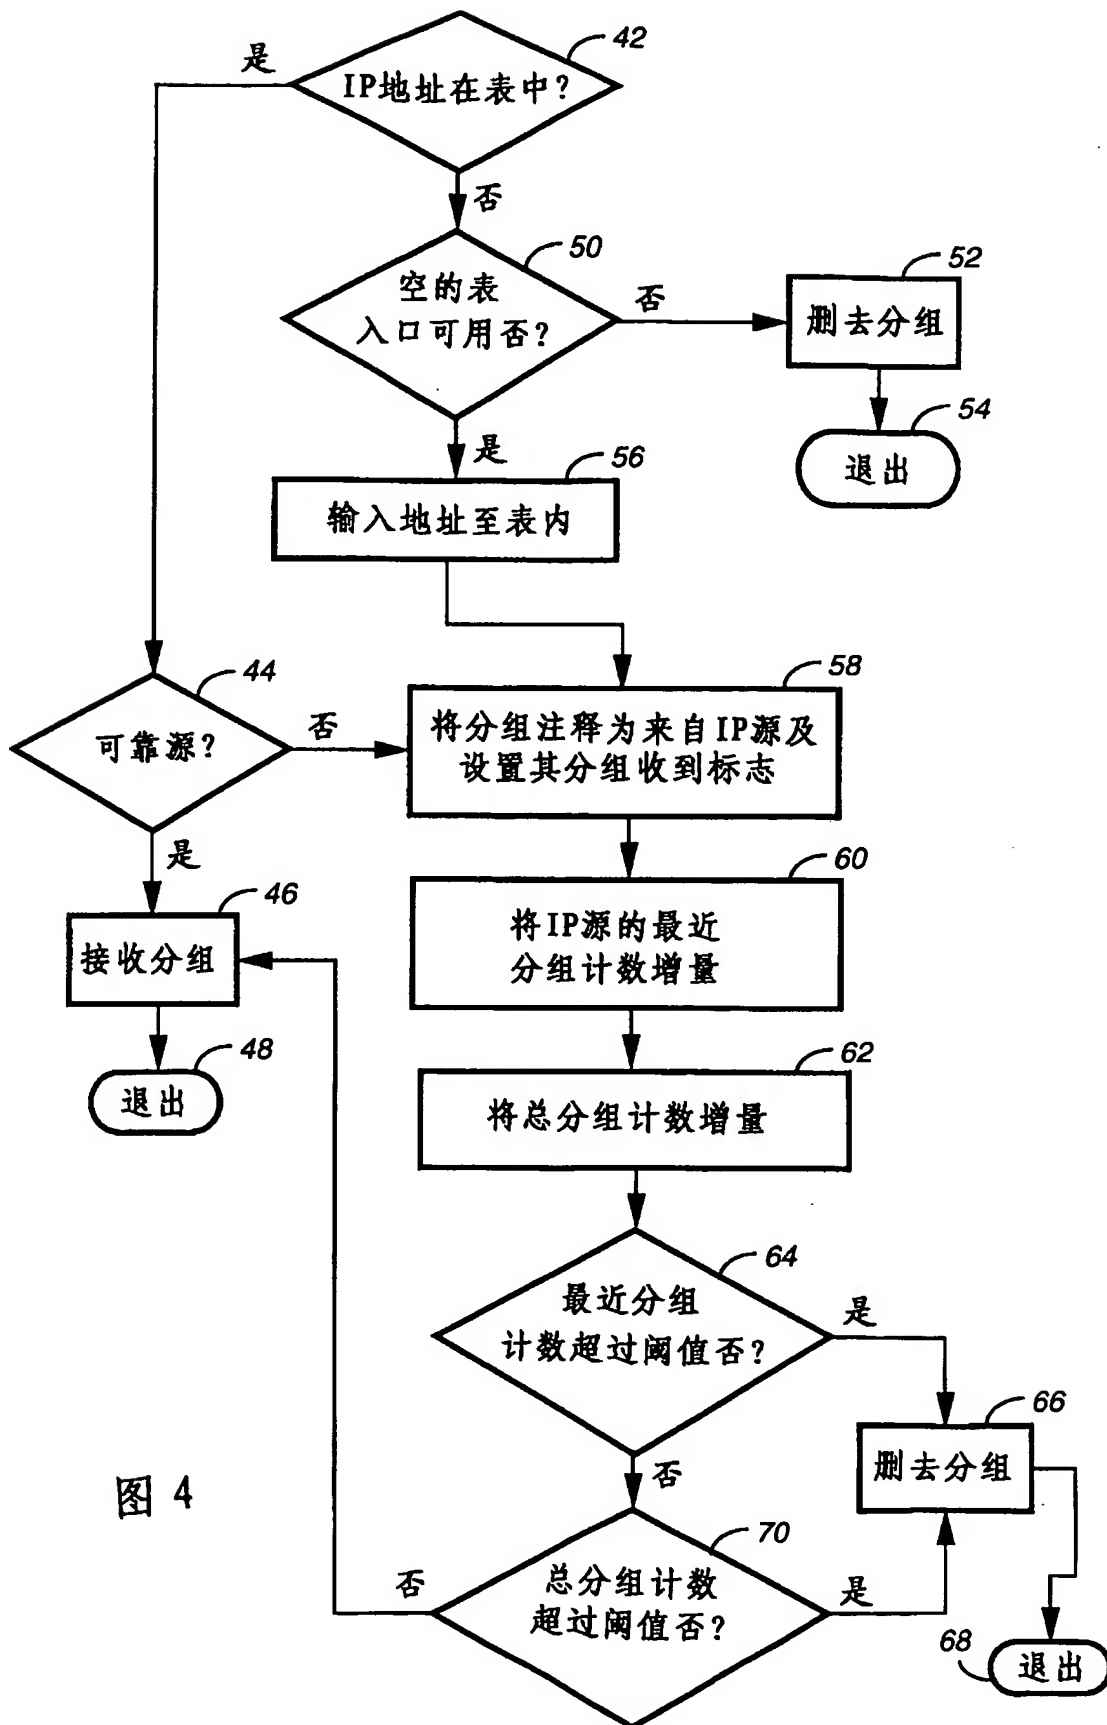 42
是
IP地址在表中?
否
50
空的表
入口可用否?
否
52
删去分组
54
退出
是
56
输入地址至表内
44
可靠源?
否
58
将分组注释为来自IP源及
设置其分组收到标志
是
46
接收分组
60
将IP源的最近
分组计数增量
48
退出
62
将总分组计数增量
64
最近分组
计数超过阈值否?
是
66
删去分组
否
图 4
70
总分组计数
超过阈值否?
否
是
68
退出